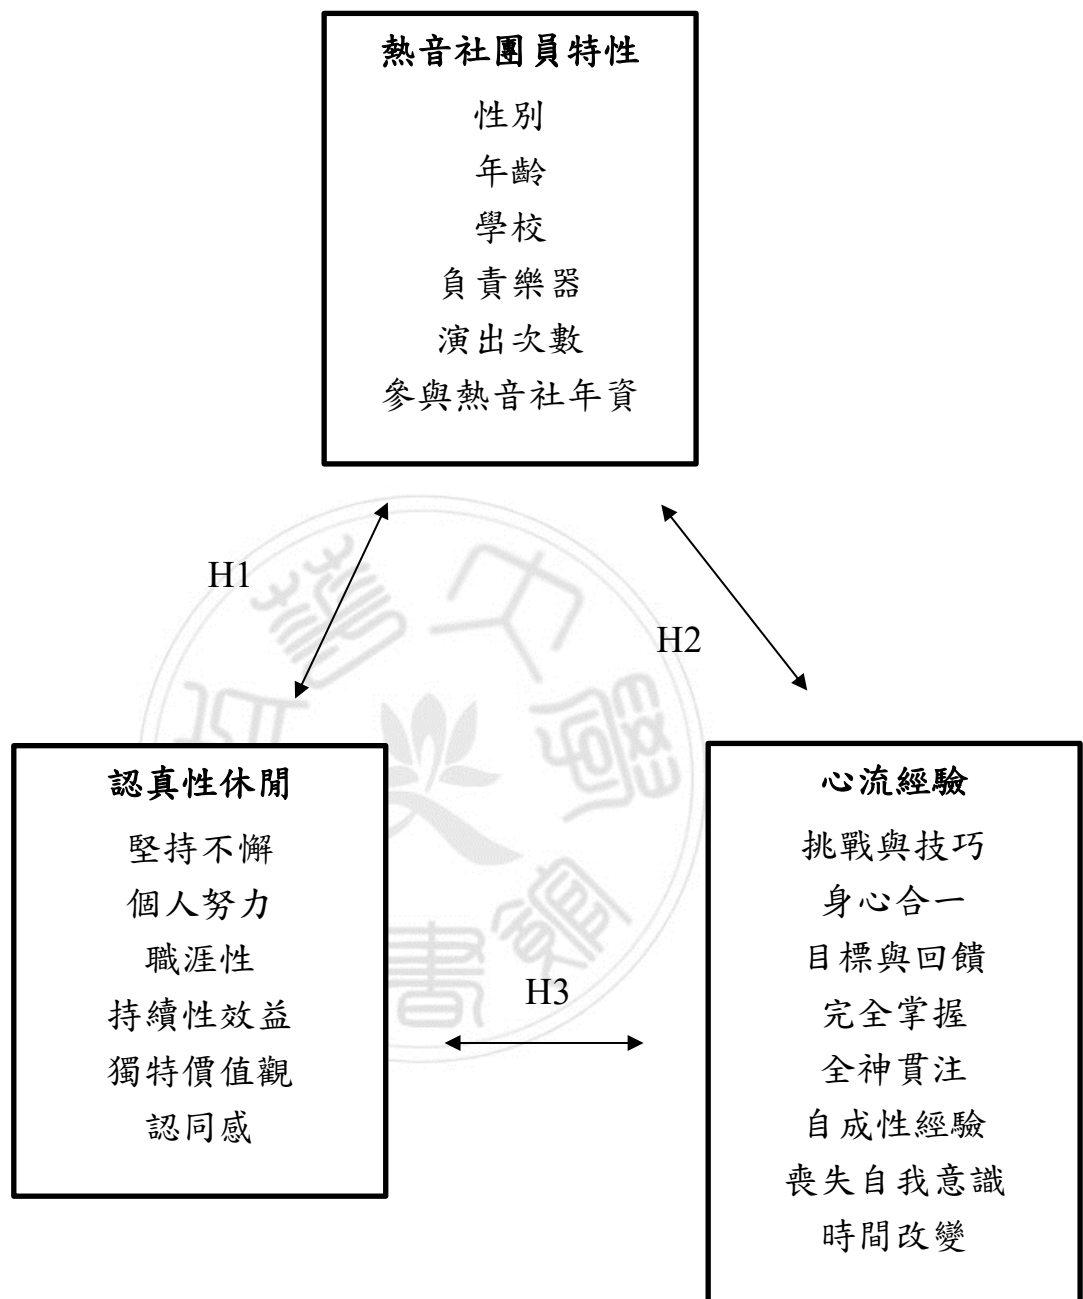 熱音社團員特性
性別
年齡
學校
負責樂器
演出次數
參與熱音社年資
H1
H2
認真性休閒
堅持不懈
個人努力
職涯性
持續性效益
獨特價值觀
認同感
H3
心流經驗
挑戰與技巧
身心合一
目標與回饋
完全掌握
全神貫注
自成性經驗
喪失自我意識
時間改變